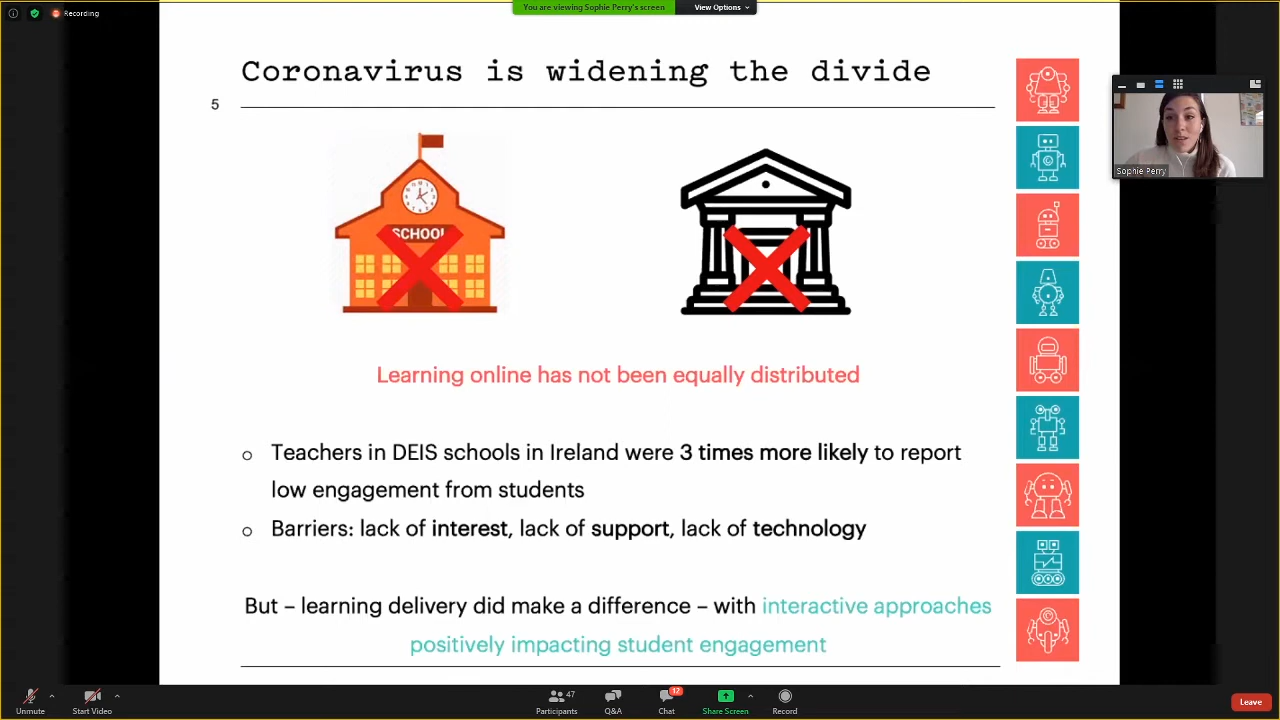 Recording
You are viewing Sophie Perry's screen
View Options
Coronavirus is widening the divide
5
SCHOOL
Sophie Perry
Learning online has not been equally distributed
Teachers in DEIS schools in Ireland were 3 times more likely to report
low engagement from students
Barriers: lack of interest, lack of support, lack of technology
But – learning delivery did make a difference – with interactive approaches
positively impacting student engagement
47
12
Unmute
Start Video
Participants
Q&A
Chat
Share Screen
Record
Leave